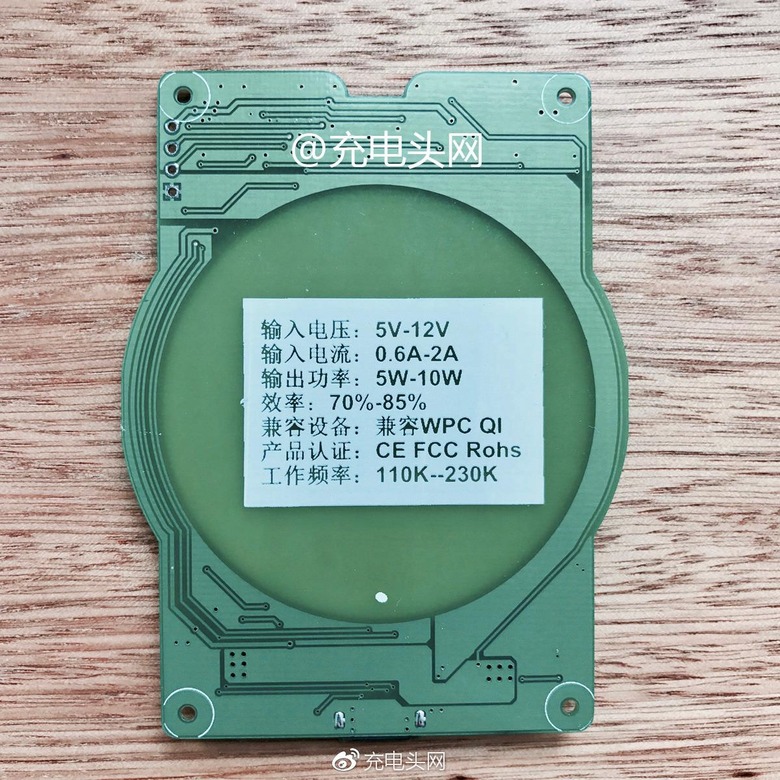 @充电头网
输入电压：5V-12V
输入电流：0.6A-2A
输出功率：5W-10W
效率：70%-85%
兼容设备：兼容WPC QI
产品认证：CE FCC Rohs
工作频率：110K--230K
充电头网